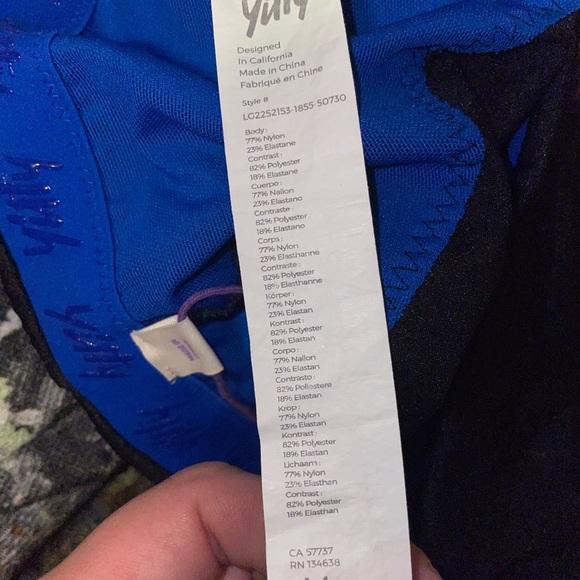 yitty
Designed
in California
Made in China
Fabriqué en Chine
Style #
LG2252153-1855-50730
Body :
77% Nylon
23% Elastane
Contrast :
82% Polyester
18% Elastane
Cuerpo :
77% Nailon
23% Elastano
Contraste :
82% Polyester
18% Elastano
Corps :
77% Nylon
23% Elasthanne
Contraste :
82% Polyester
18% Elasthanne
Körper :
77% Nylon
23% Elastan
Kontrast :
82% Polyester
18% Elastan
Corpo :
77% Nailon
23% Elastan
Contrasto :
82% Poliestere
18% Elastan
Krop :
77% Nylon
23% Elastan
Kontrast :
82% Polyester
18% Elastan
Lichaam :
77% Nylon
23% Elasthan
Contrast :
82% Polyester
18% Elasthan
CA 57737
RN 134638
yitty
yitty